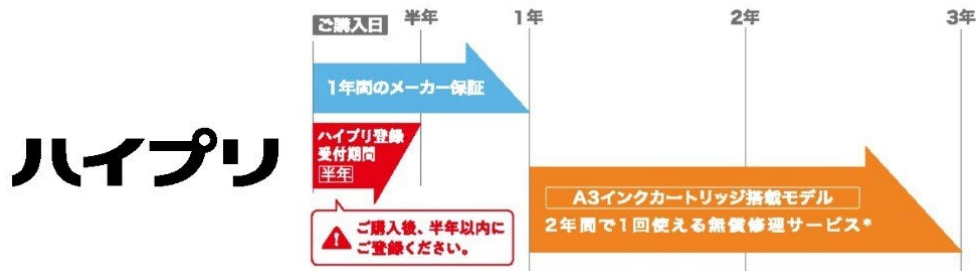 ハイプリ
ご購入日 半年 1年 2年 3年
1年間のメーカー保証
ハイプリ登録
受付期間
半年
ご購入後、半年以内に
ご登録ください。
A3インクカートリッジ搭載モデル
2年間で1回使える無償修理サービス*